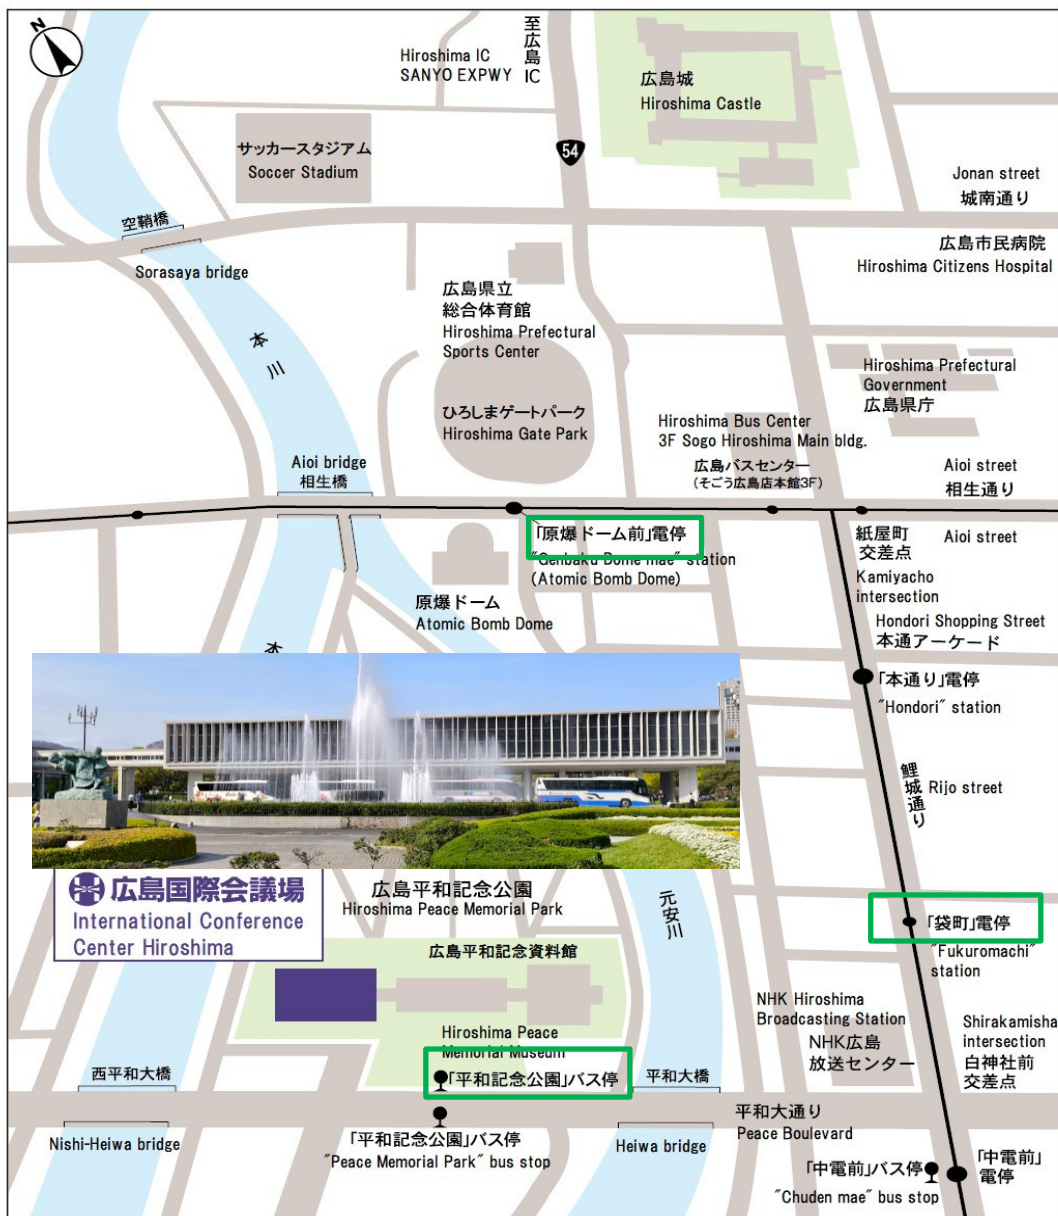 N
Hiroshima IC
SANYO EXPWY
至広島IC
広島城
Hiroshima Castle
54
サッカースタジアム
Soccer Stadium
Jonan street
城南通り
空鞘橋
Sorasaya bridge
広島市民病院
Hiroshima Citizens Hospital
広島県立
総合体育館
Hiroshima Prefectural
Sports Center
本川
Hiroshima Prefectural
Government
広島県庁
ひろしまゲートパーク
Hiroshima Gate Park
Hiroshima Bus Center
3F Sogo Hiroshima Main bldg.
広島バスセンター
(そごう広島店本館3F)
Aioi bridge
相生橋
Aioi street
相生通り
「原爆ドーム前」電停
"Genbaku Dome mae" station
(Atomic Bomb Dome)
紙屋町
交差点
Aioi street
Kamiyacho
intersection
原爆ドーム
Atomic Bomb Dome
Hondori Shopping Street
本通アーケード
「本通り」電停
"Hondori" station
鯉城通り
Rijo street
広島国際会議場
International Conference
Center Hiroshima
広島平和記念公園
Hiroshima Peace Memorial Park
元安川
「袋町」電停
"Fukuromachi"
station
広島平和記念資料館
Hiroshima Peace
Memorial Museum
NHK Hiroshima
Broadcasting Station
NHK広島
放送センター
Shirakamisha
intersection
白神社前
交差点
西平和大橋
「平和記念公園」バス停
平和大橋
Nishi-Heiwa bridge
「平和記念公園」バス停
"Peace Memorial Park" bus stop
Heiwa bridge
平和大通り
Peace Boulevard
「中電前」バス停
"Chuden mae" bus stop
「中電前」
電停